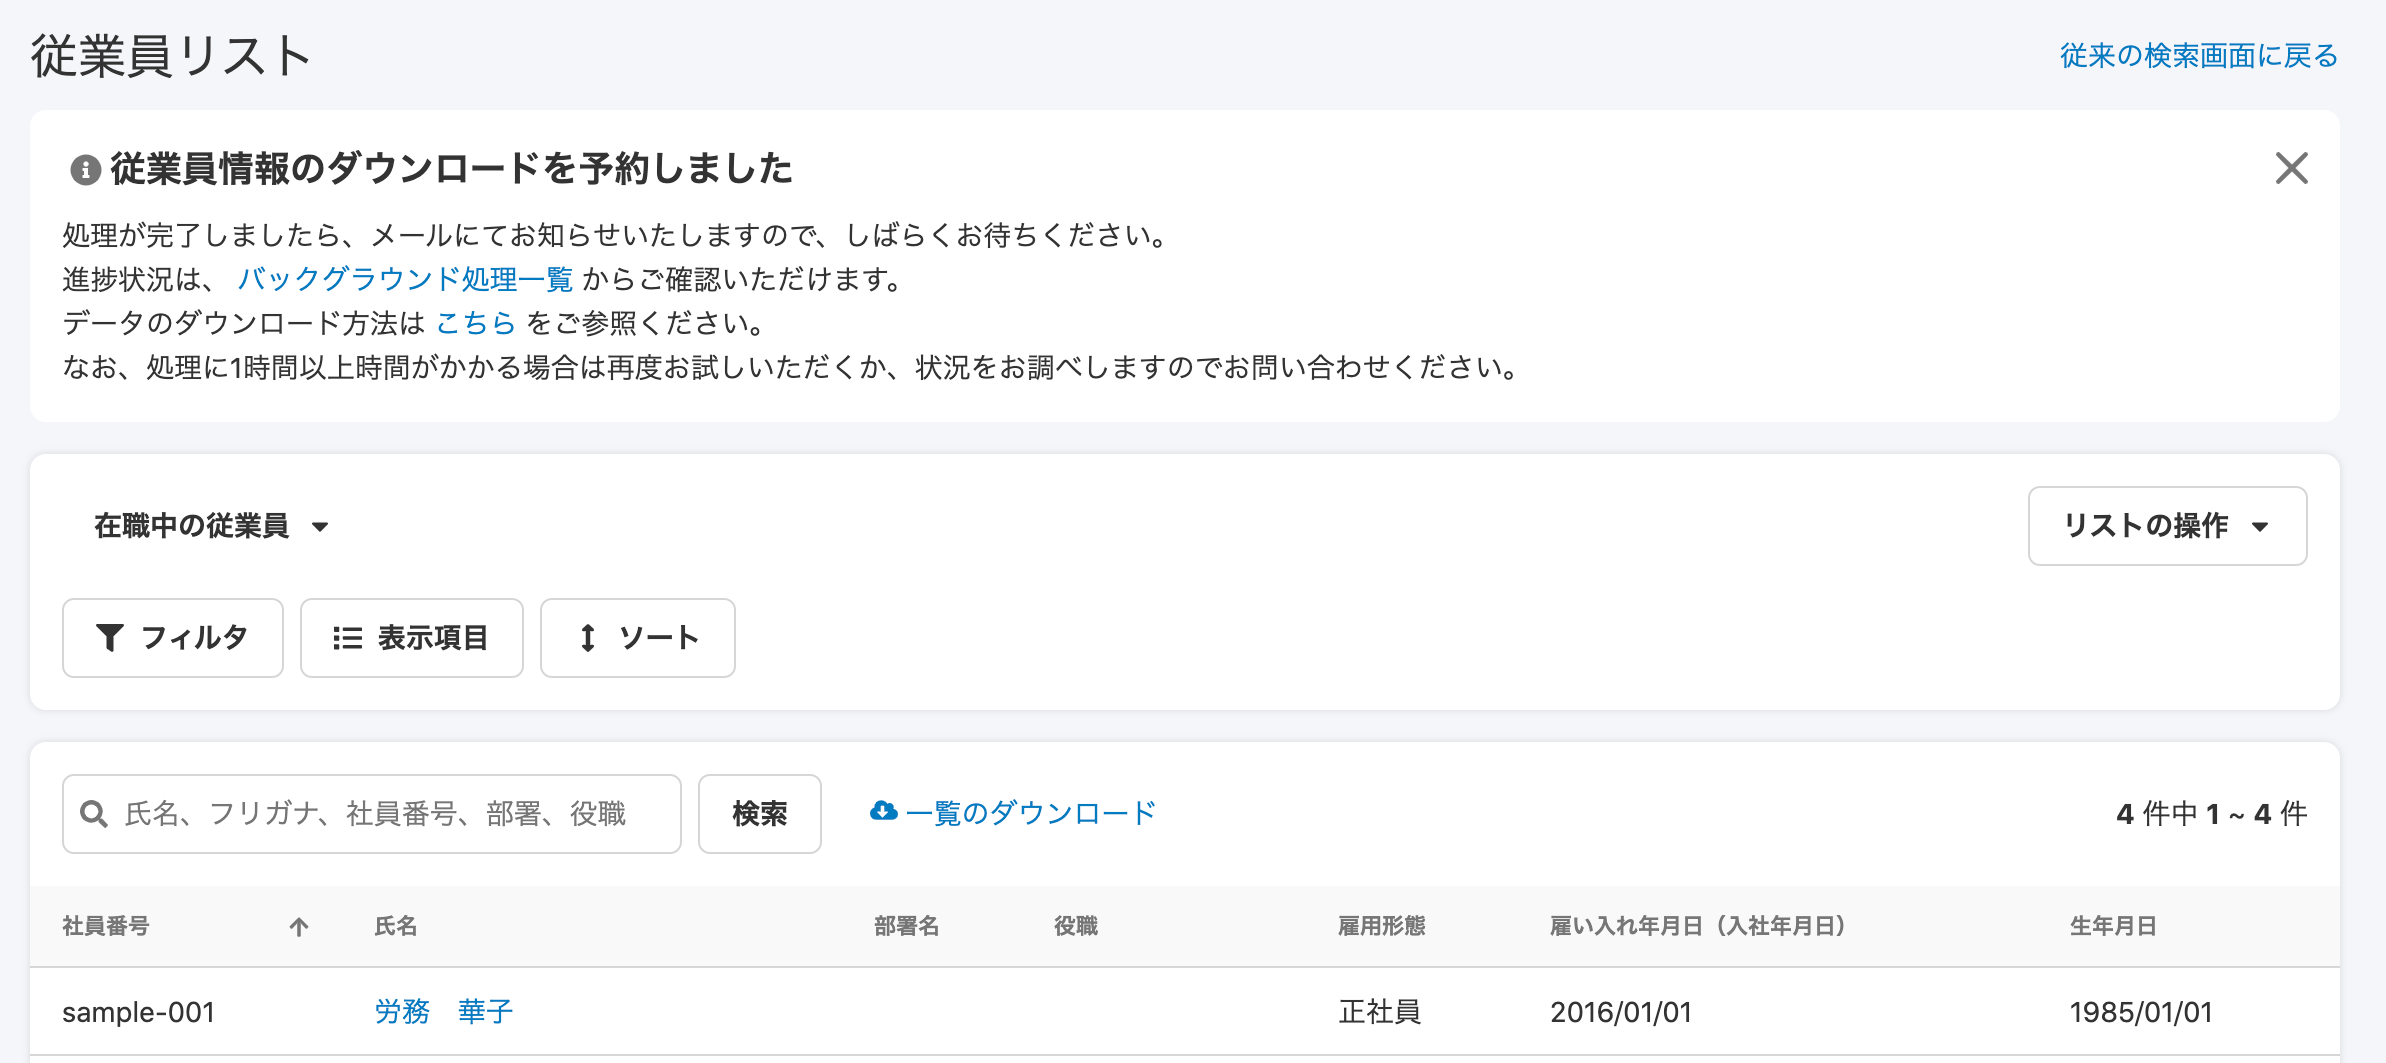 従業員リスト
従来の検索画面に戻る
従業員情報のダウンロードを予約しました
処理が完了しましたら、メールにてお知らせいたしますので、しばらくお待ちください。
進捗状況は、 バックグラウンド処理一覧 からご確認いただけます。
データのダウンロード方法は こちら をご参照ください。
なお、処理に1時間以上時間がかかる場合は再度お試しいただくか、状況をお調べしますのでお問い合わせください。
在職中の従業員
リストの操作
フィルタ 表示項目 ソート
氏名、フリガナ、社員番号、部署、役職 検索 一覧のダウンロード 4 件中 1 ~ 4 件
社員番号 氏名 部署名 役職 雇用形態 雇い入れ年月日（入社年月日） 生年月日
sample-001 労務　華子 正社員 2016/01/01 1985/01/01